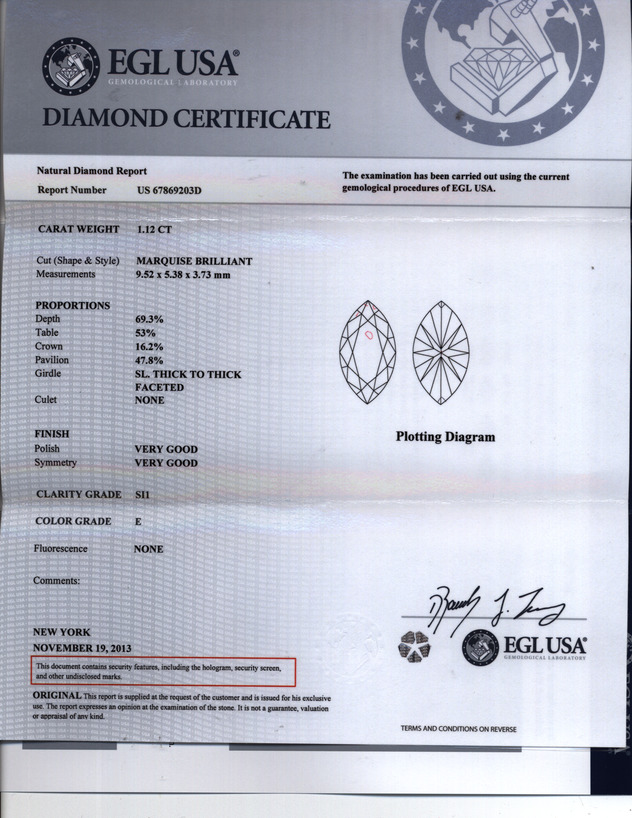 EGL USA®
GEMOLOGICAL LABORATORY
DIAMOND CERTIFICATE
Natural Diamond Report
Report Number US 67869203D
The examination has been carried out using the current
gemological procedures of EGL USA.
CARAT WEIGHT 1.12 CT
Cut (Shape & Style) MARQUISE BRILLIANT
Measurements 9.52 x 5.38 x 3.73 mm
PROPORTIONS
Depth 69.3%
Table 53%
Crown 16.2%
Pavilion 47.8%
Girdle SL. THICK TO THICK
FACETED
Culet NONE
Plotting Diagram
FINISH
Polish VERY GOOD
Symmetry VERY GOOD
CLARITY GRADE SI1
COLOR GRADE E
Fluorescence NONE
Comments:
NEW YORK
NOVEMBER 19, 2013
This document contains security features, including the hologram, security screen,
and other undisclosed marks.
EGL USA®
GEMOLOGICAL LABORATORY
ORIGINAL This report is supplied at the request of the customer and is issued for his exclusive
use. The report expresses an opinion at the examination of the stone. It is not a guarantee, valuation
or appraisal of any kind.
TERMS AND CONDITIONS ON REVERSE